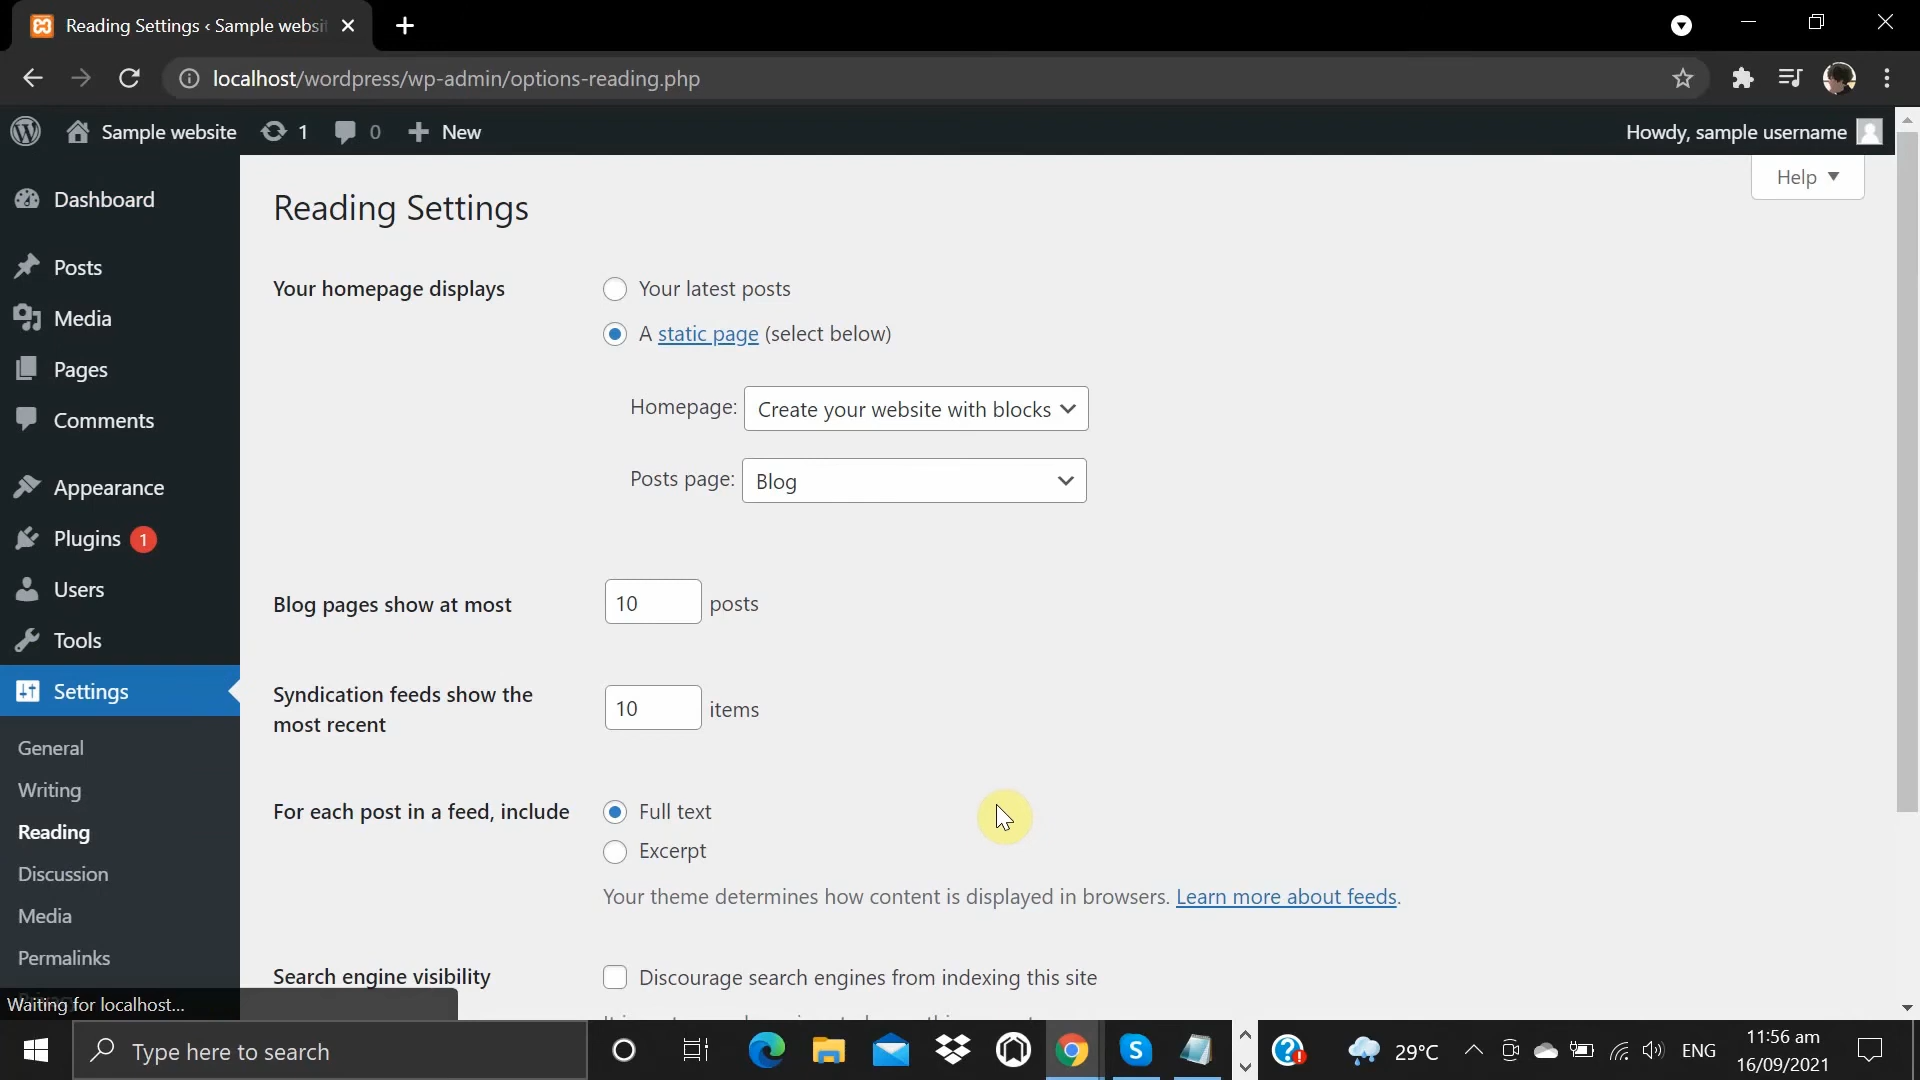 Reading Settings ‹ Sample websi
localhost/wordpress/wp-admin/options-reading.php
Sample website 1 0 New
Howdy, sample username
Help
Dashboard
Posts
Media
Pages
Comments
Appearance
Plugins 1
Users
Tools
Settings
General
Writing
Reading
Discussion
Media
Permalinks
Waiting for localhost...
Reading Settings
Your homepage displays
Your latest posts
A static page (select below)
Homepage: Create your website with blocks
Posts page: Blog
Blog pages show at most 10 posts
Syndication feeds show the
most recent
10 items
For each post in a feed, include
Full text
Excerpt
Your theme determines how content is displayed in browsers. Learn more about feeds.
Search engine visibility
Discourage search engines from indexing this site
Type here to search
S
29°C
ENG
11:56 am
16/09/2021